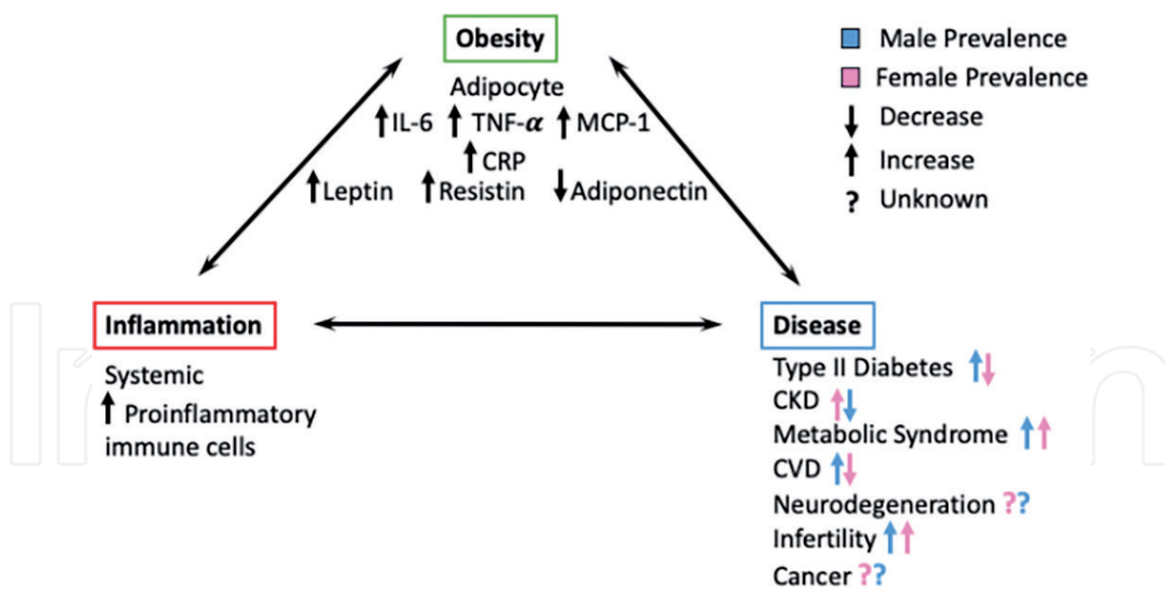 Obesity
Adipocyte
↑IL-6 ↑ TNF-α ↑ MCP-1
↑ CRP
↑Leptin ↑Resistin ↓Adiponectin
Male Prevalence
Female Prevalence
↓ Decrease
↑ Increase
? Unknown
Inflammation
Systemic
↑ Proinflammatory
immune cells
Disease
Type II Diabetes ↑↓
CKD ↑↓
Metabolic Syndrome ↑↑
CVD ↑↓
Neurodegeneration ??
Infertility ↑↑
Cancer ??